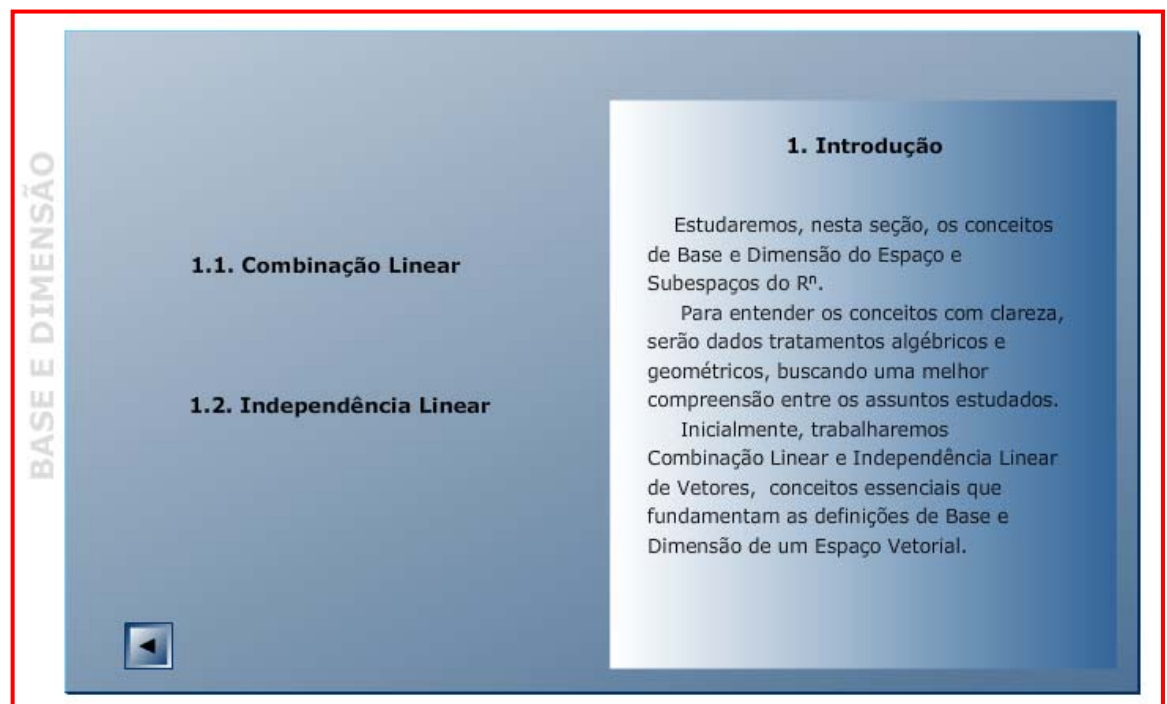 BASE E DIMENSÃO
1.1. Combinação Linear
1.2. Independência Linear
1. Introdução
Estudaremos, nesta seção, os conceitos
de Base e Dimensão do Espaço e
Subespaços do Rⁿ.
Para entender os conceitos com clareza,
serão dados tratamentos algébricos e
geométricos, buscando uma melhor
compreensão entre os assuntos estudados.
Inicialmente, trabalharemos
Combinação Linear e Independência Linear
de Vetores, conceitos essenciais que
fundamentam as definições de Base e
Dimensão de um Espaço Vetorial.